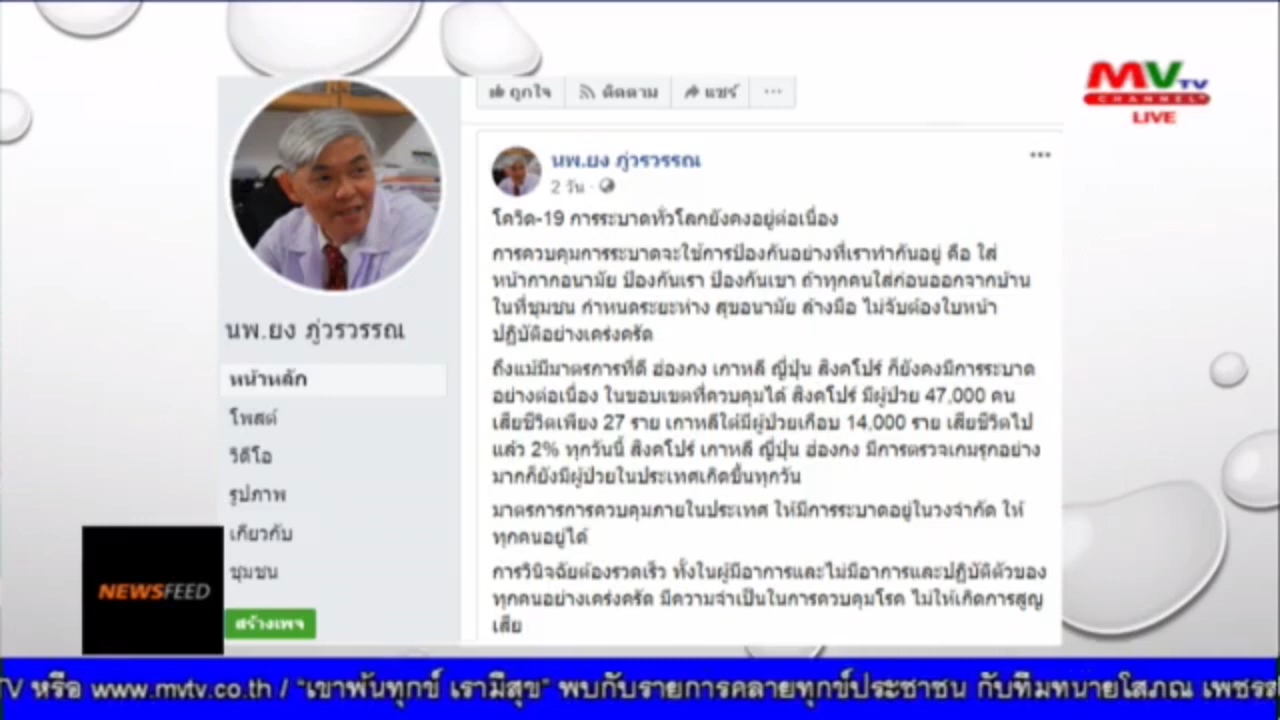 MVTV
CHANNEL
LIVE
ถูกใจ
ติดตาม
แชร์
นพ.ยง ภู่วรวรรณ
2 วัน ·
โควิด-19 การระบาดทั่วโลกยังคงอยู่ต่อเนื่อง
การควบคุมการระบาดจะใช้การป้องกันอย่างที่เราทำกันอยู่ คือ ใส่
หน้ากากอนามัย ป้องกันเรา ป้องกันเขา ถ้าทุกคนใส่ก่อนออกจากบ้าน
ในที่ชุมชน กำหนดระยะห่าง สุขอนามัย ล้างมือ ไม่จับต้องใบหน้า
ปฏิบัติอย่างเคร่งครัด
ถึงแม้มีมาตรการที่ดี ฮ่องกง เกาหลี ญี่ปุ่น สิงคโปร์ ก็ยังคงมีการระบาด
อย่างต่อเนื่อง ในขอบเขตที่ควบคุมได้ สิงคโปร์ มีผู้ป่วย 47,000 คน
เสียชีวิตเพียง 27 ราย เกาหลีใต้มีผู้ป่วยเกือบ 14,000 ราย เสียชีวิตไป
แล้ว 2% ทุกวันนี้ สิงคโปร์ เกาหลี ญี่ปุ่น ฮ่องกง มีการตรวจเกมรุกอย่าง
มากก็ยังมีผู้ป่วยในประเทศเกิดขึ้นทุกวัน
มาตรการการควบคุมภายในประเทศ ให้มีการระบาดอยู่ในวงจำกัด ให้
ทุกคนอยู่ได้
การวินิจฉัยต้องรวดเร็ว ทั้งในผู้มีอาการและไม่มีอาการและปฏิบัติตัวของ
ทุกคนอย่างเคร่งครัด มีความจำเป็นในการควบคุมโรค ไม่ให้เกิดการสูญ
เสีย
นพ.ยง ภู่วรวรรณ
หน้าหลัก
โพสต์
วิดีโอ
รูปภาพ
เกี่ยวกับ
ชุมชน
สร้างเพจ
NEWSFEED
TV หรือ www.mvtv.co.th / "เขาพ้นทุกข์ เรามีสุข" พบกับรายการคลายทุกข์ประชาชน กับทีมทนายโสภณ เพชรส